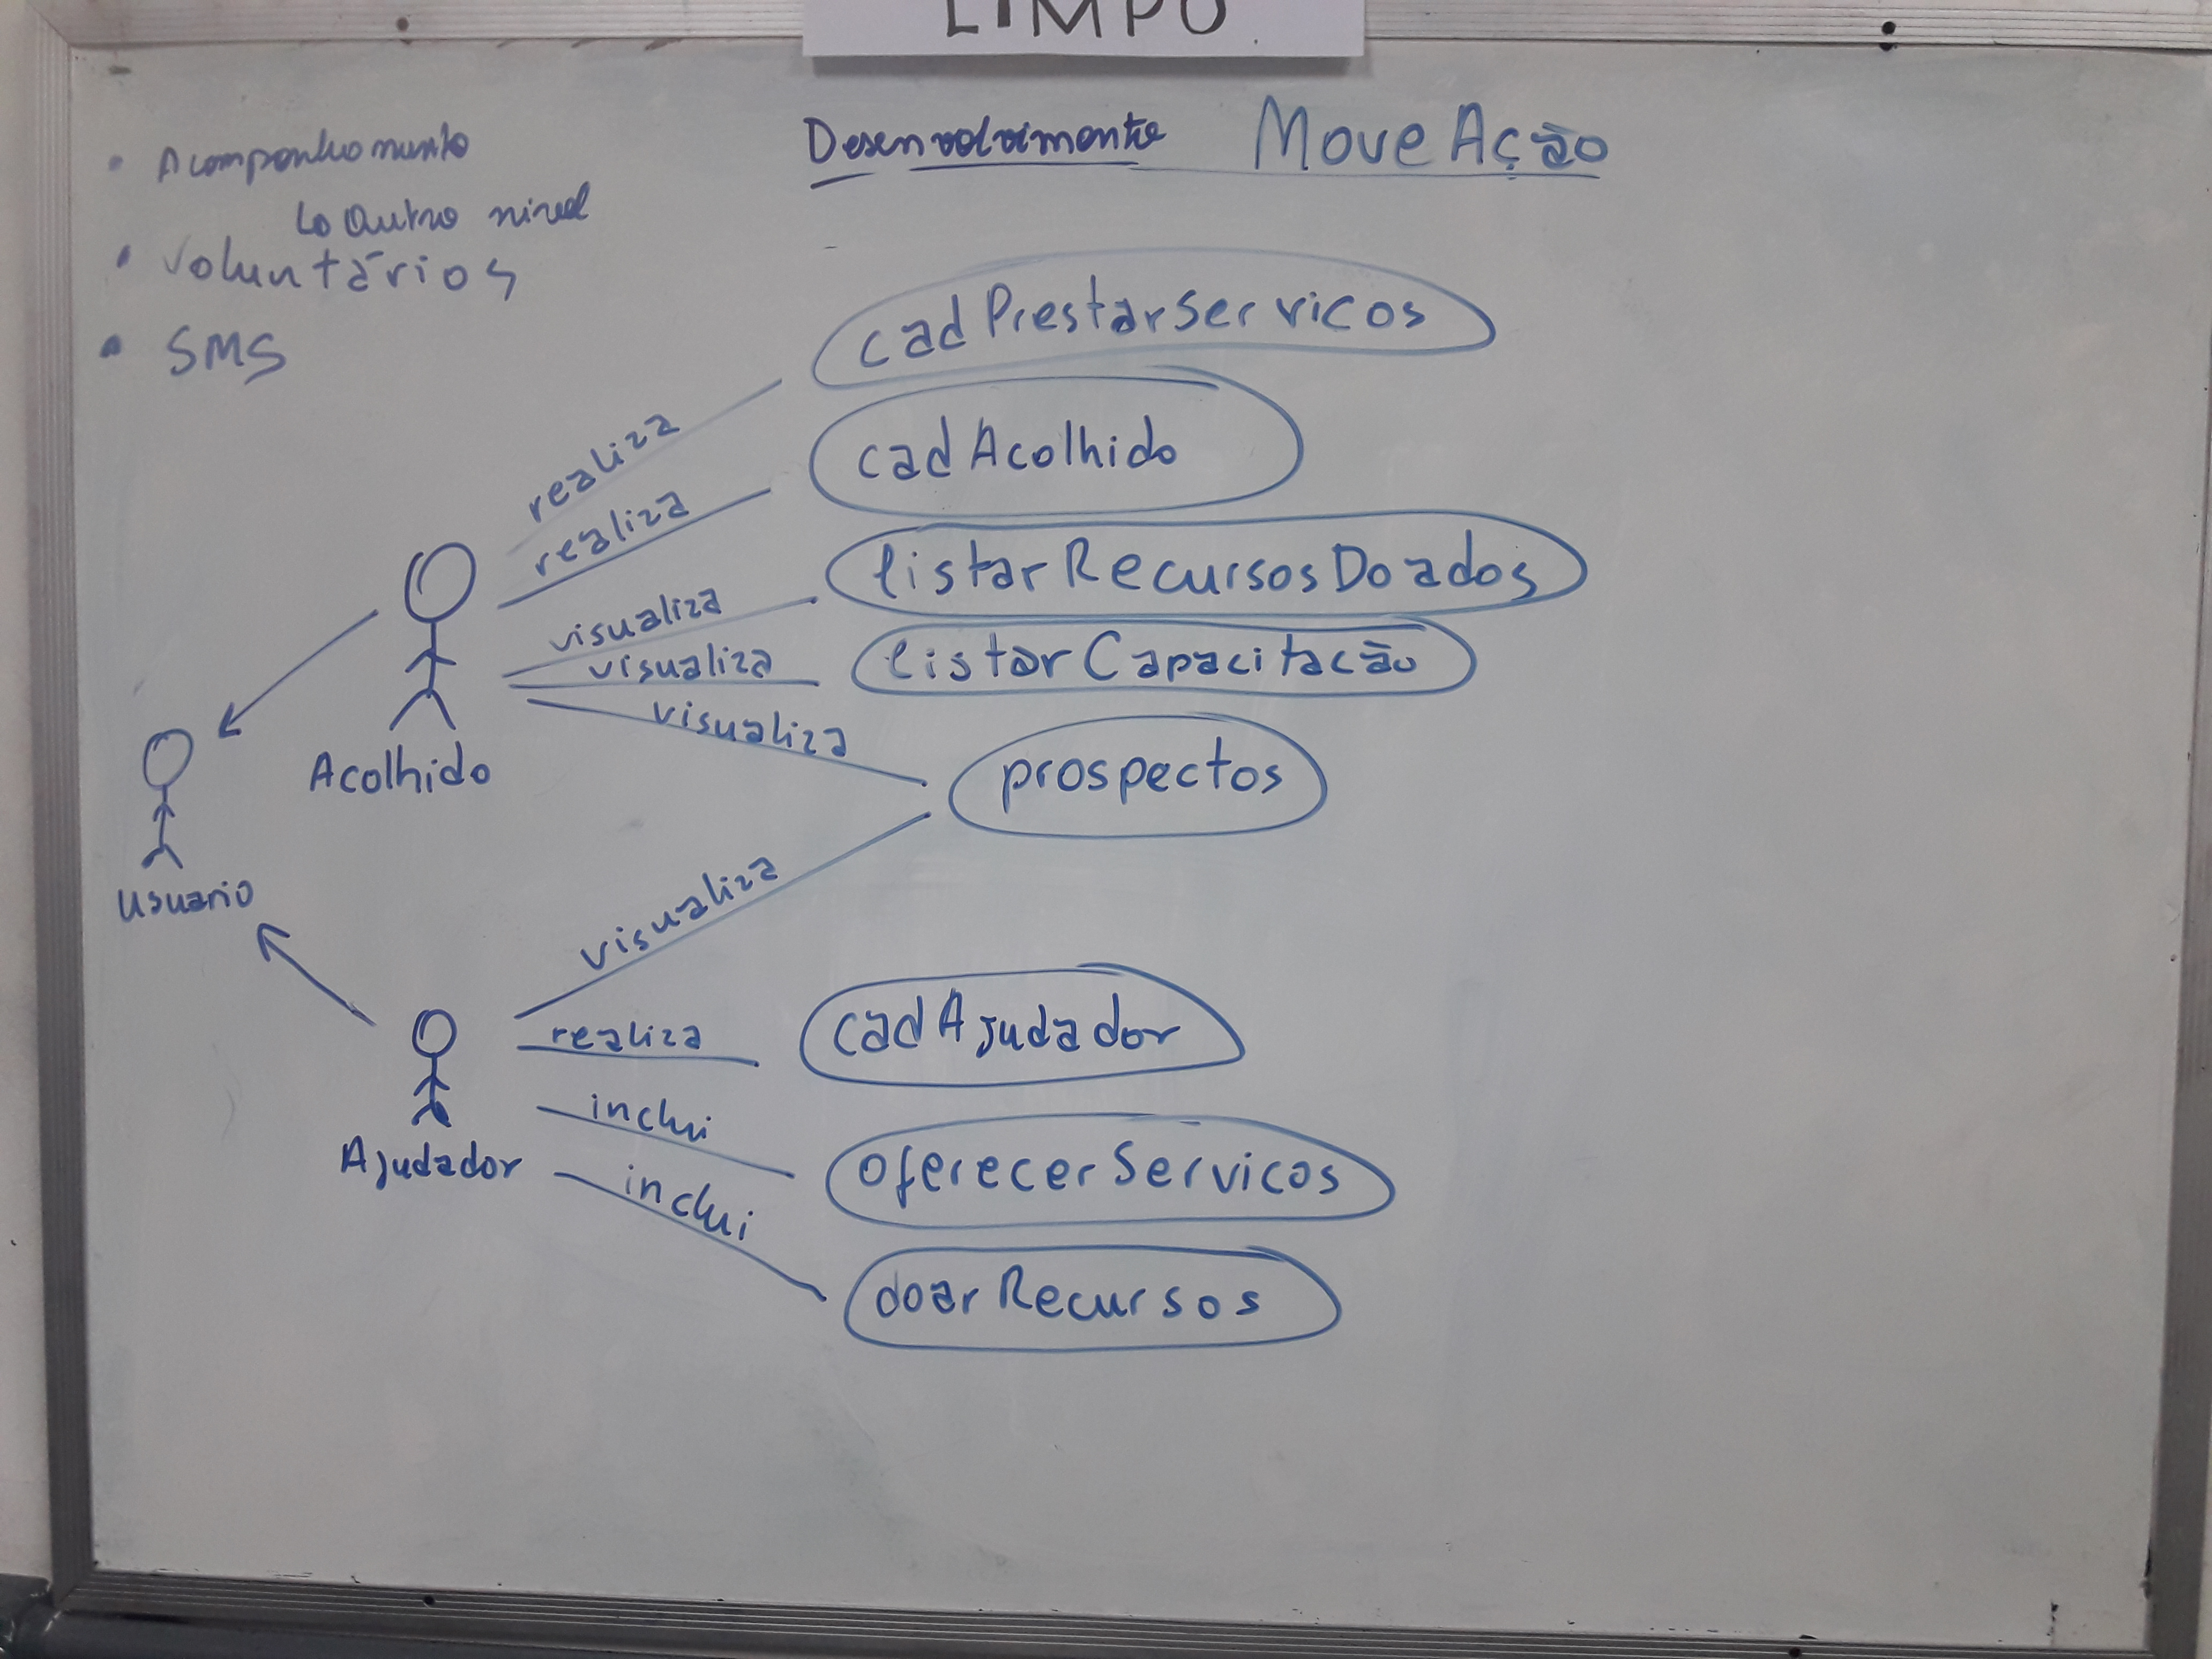 LIMPO
Desenvolvimento MoveAção
• Acompanhamento
↳ Outro nível
• Voluntários
• SMS
realiza
cadPrestarServicos
realiza
cadAcolhido
visualiza
listarRecursosDoados
visualiza
listarCapacitacão
visualiza
prospectos
Acolhido
Usuario
visualiza
realiza
cadAjudador
inclui
oferecerServicos
Ajudador
inclui
doarRecursos